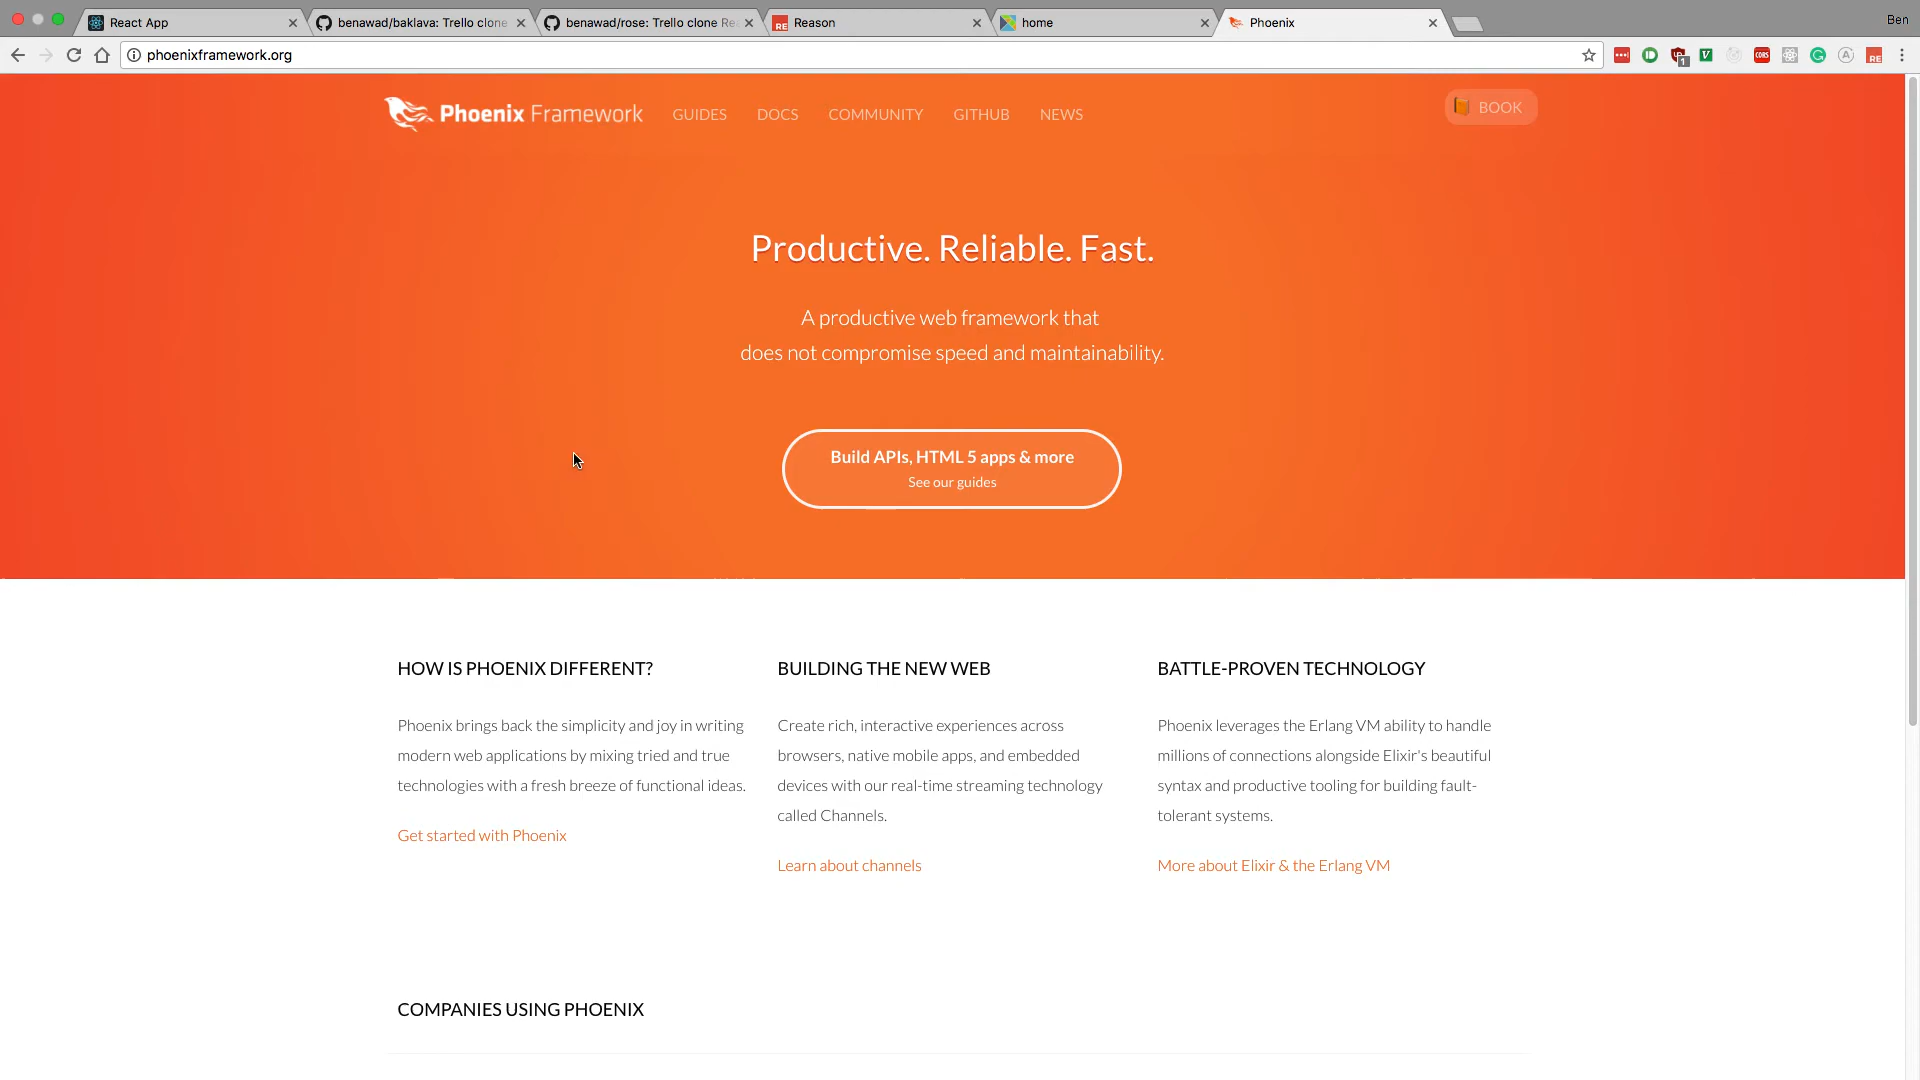 React App
benawad/baklava: Trello clone
benawad/rose: Trello clone Re
Reason
home
Phoenix
Ben
phoenixframework.org
1
CORS
RE
Phoenix Framework
GUIDES
DOCS
COMMUNITY
GITHUB
NEWS
BOOK
Productive. Reliable. Fast.
A productive web framework that
does not compromise speed and maintainability.
Build APIs, HTML 5 apps & more
See our guides
HOW IS PHOENIX DIFFERENT?
Phoenix brings back the simplicity and joy in writing
modern web applications by mixing tried and true
technologies with a fresh breeze of functional ideas.
Get started with Phoenix
BUILDING THE NEW WEB
Create rich, interactive experiences across
browsers, native mobile apps, and embedded
devices with our real-time streaming technology
called Channels.
Learn about channels
BATTLE-PROVEN TECHNOLOGY
Phoenix leverages the Erlang VM ability to handle
millions of connections alongside Elixir's beautiful
syntax and productive tooling for building fault-
tolerant systems.
More about Elixir & the Erlang VM
COMPANIES USING PHOENIX